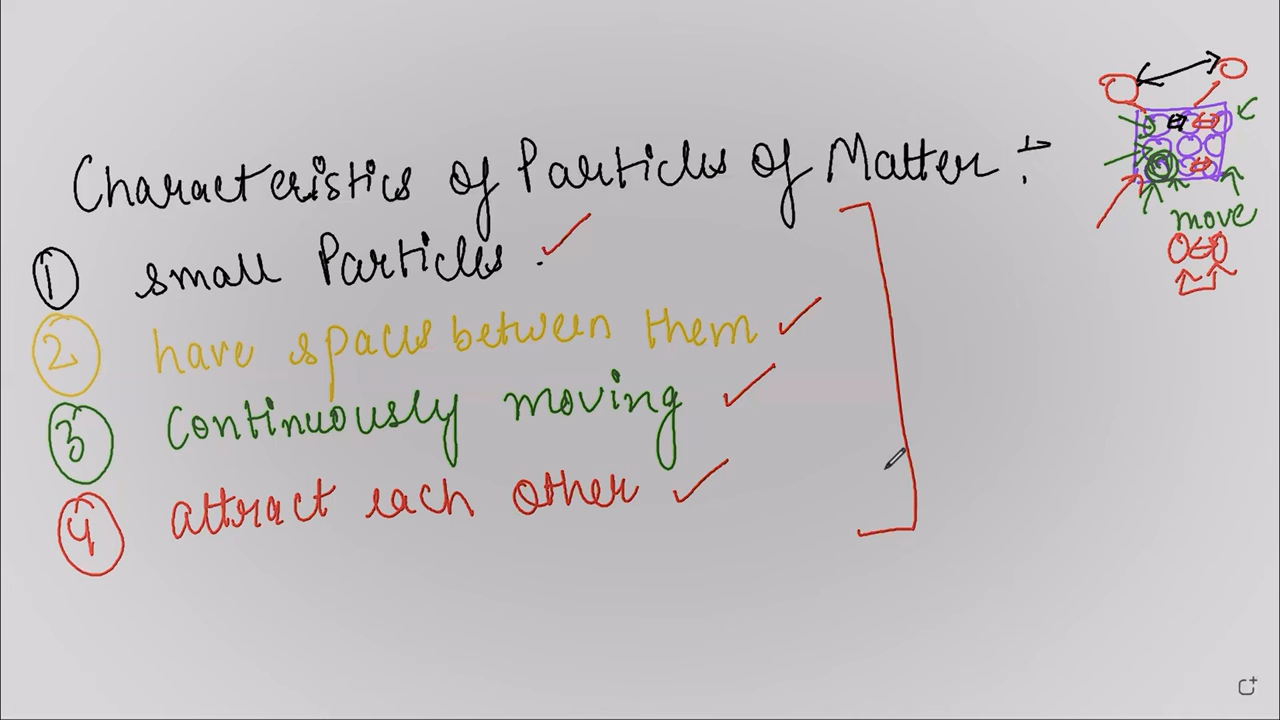 Characteristics of Particles of Matter :-
① small Particles.
② have spaces between them
③ continuously moving
④ attract each other
move